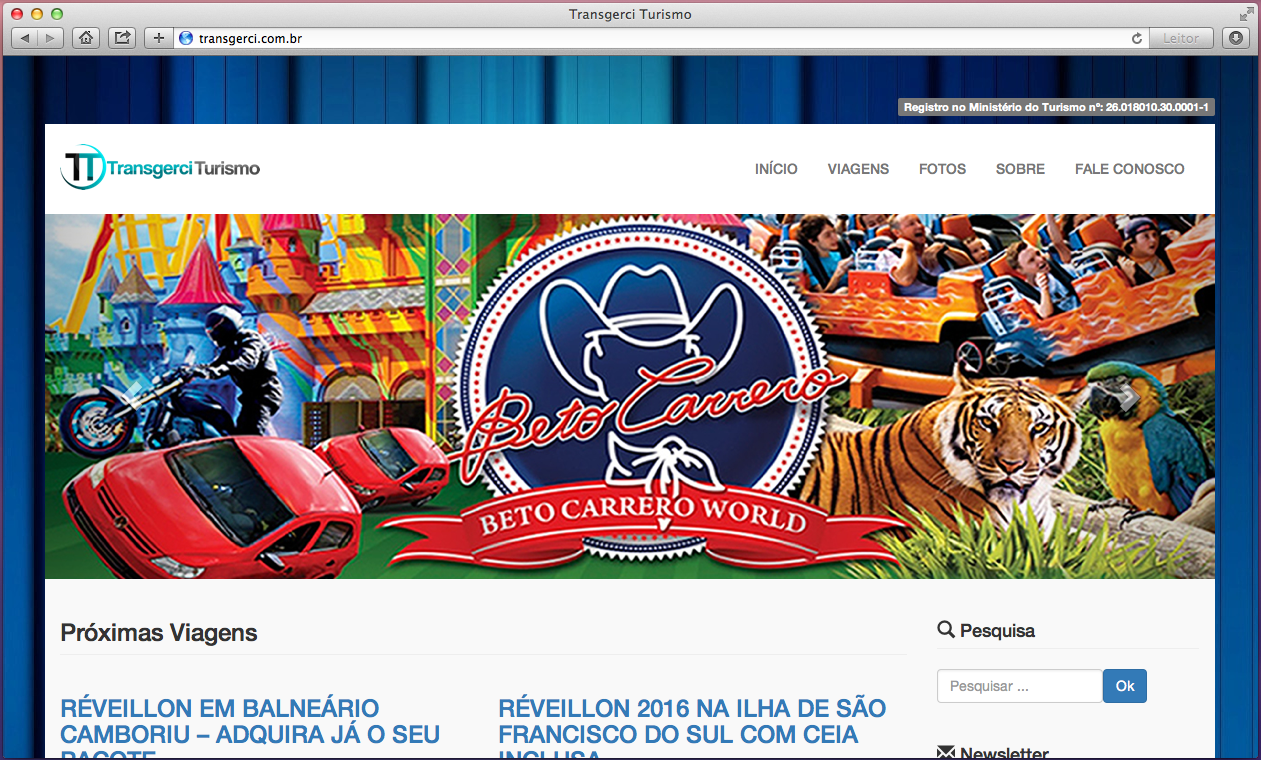 Transgerci Turismo
transgerci.com.br
Leitor
Registro no Ministério do Turismo nº: 26.018010.30.0001-1
TT Transgerci Turismo
INÍCIO VIAGENS FOTOS SOBRE FALE CONOSCO
Beto Carrero
BETO CARRERO WORLD
Próximas Viagens
Pesquisa
Pesquisar ...
Ok
RÉVEILLON EM BALNEÁRIO
CAMBORIU – ADQUIRA JÁ O SEU
PACOTE
RÉVEILLON 2016 NA ILHA DE SÃO
FRANCISCO DO SUL COM CEIA
INCLUSA
Newsletter